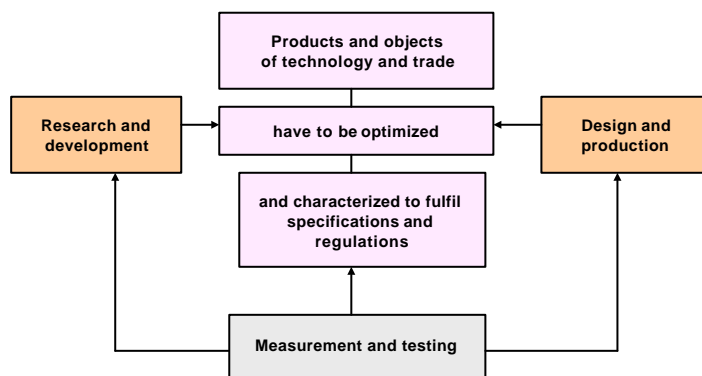 Products and objects
of technology and trade
Research and
development
have to be optimized
Design and
production
and characterized to fulfil
specifications and
regulations
Measurement and testing